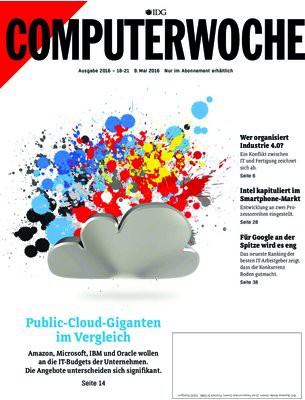 IDG
COMPUTERWOCHE
Ausgabe 2016 – 18-21 9. Mai 2016 Nur im Abonnement erhältlich
Wer organisiert
Industrie 4.0?
Ein Konflikt zwischen
IT und Fertigung zeichnet
sich ab.
Seite 6
Intel kapituliert im
Smartphone-Markt
Entwicklung an zwei Pro-
zessorreihen eingestellt.
Seite 28
Für Google an der
Spitze wird es eng
Das neueste Ranking der
besten IT-Arbeitgeber zeigt,
dass die Konkurrenz
Boden gutmacht.
Seite 38
Public-Cloud-Giganten
im Vergleich
Amazon, Microsoft, IBM und Oracle wollen
an die IT-Budgets der Unternehmen.
Die Angebote unterscheiden sich signifikant.
Seite 14